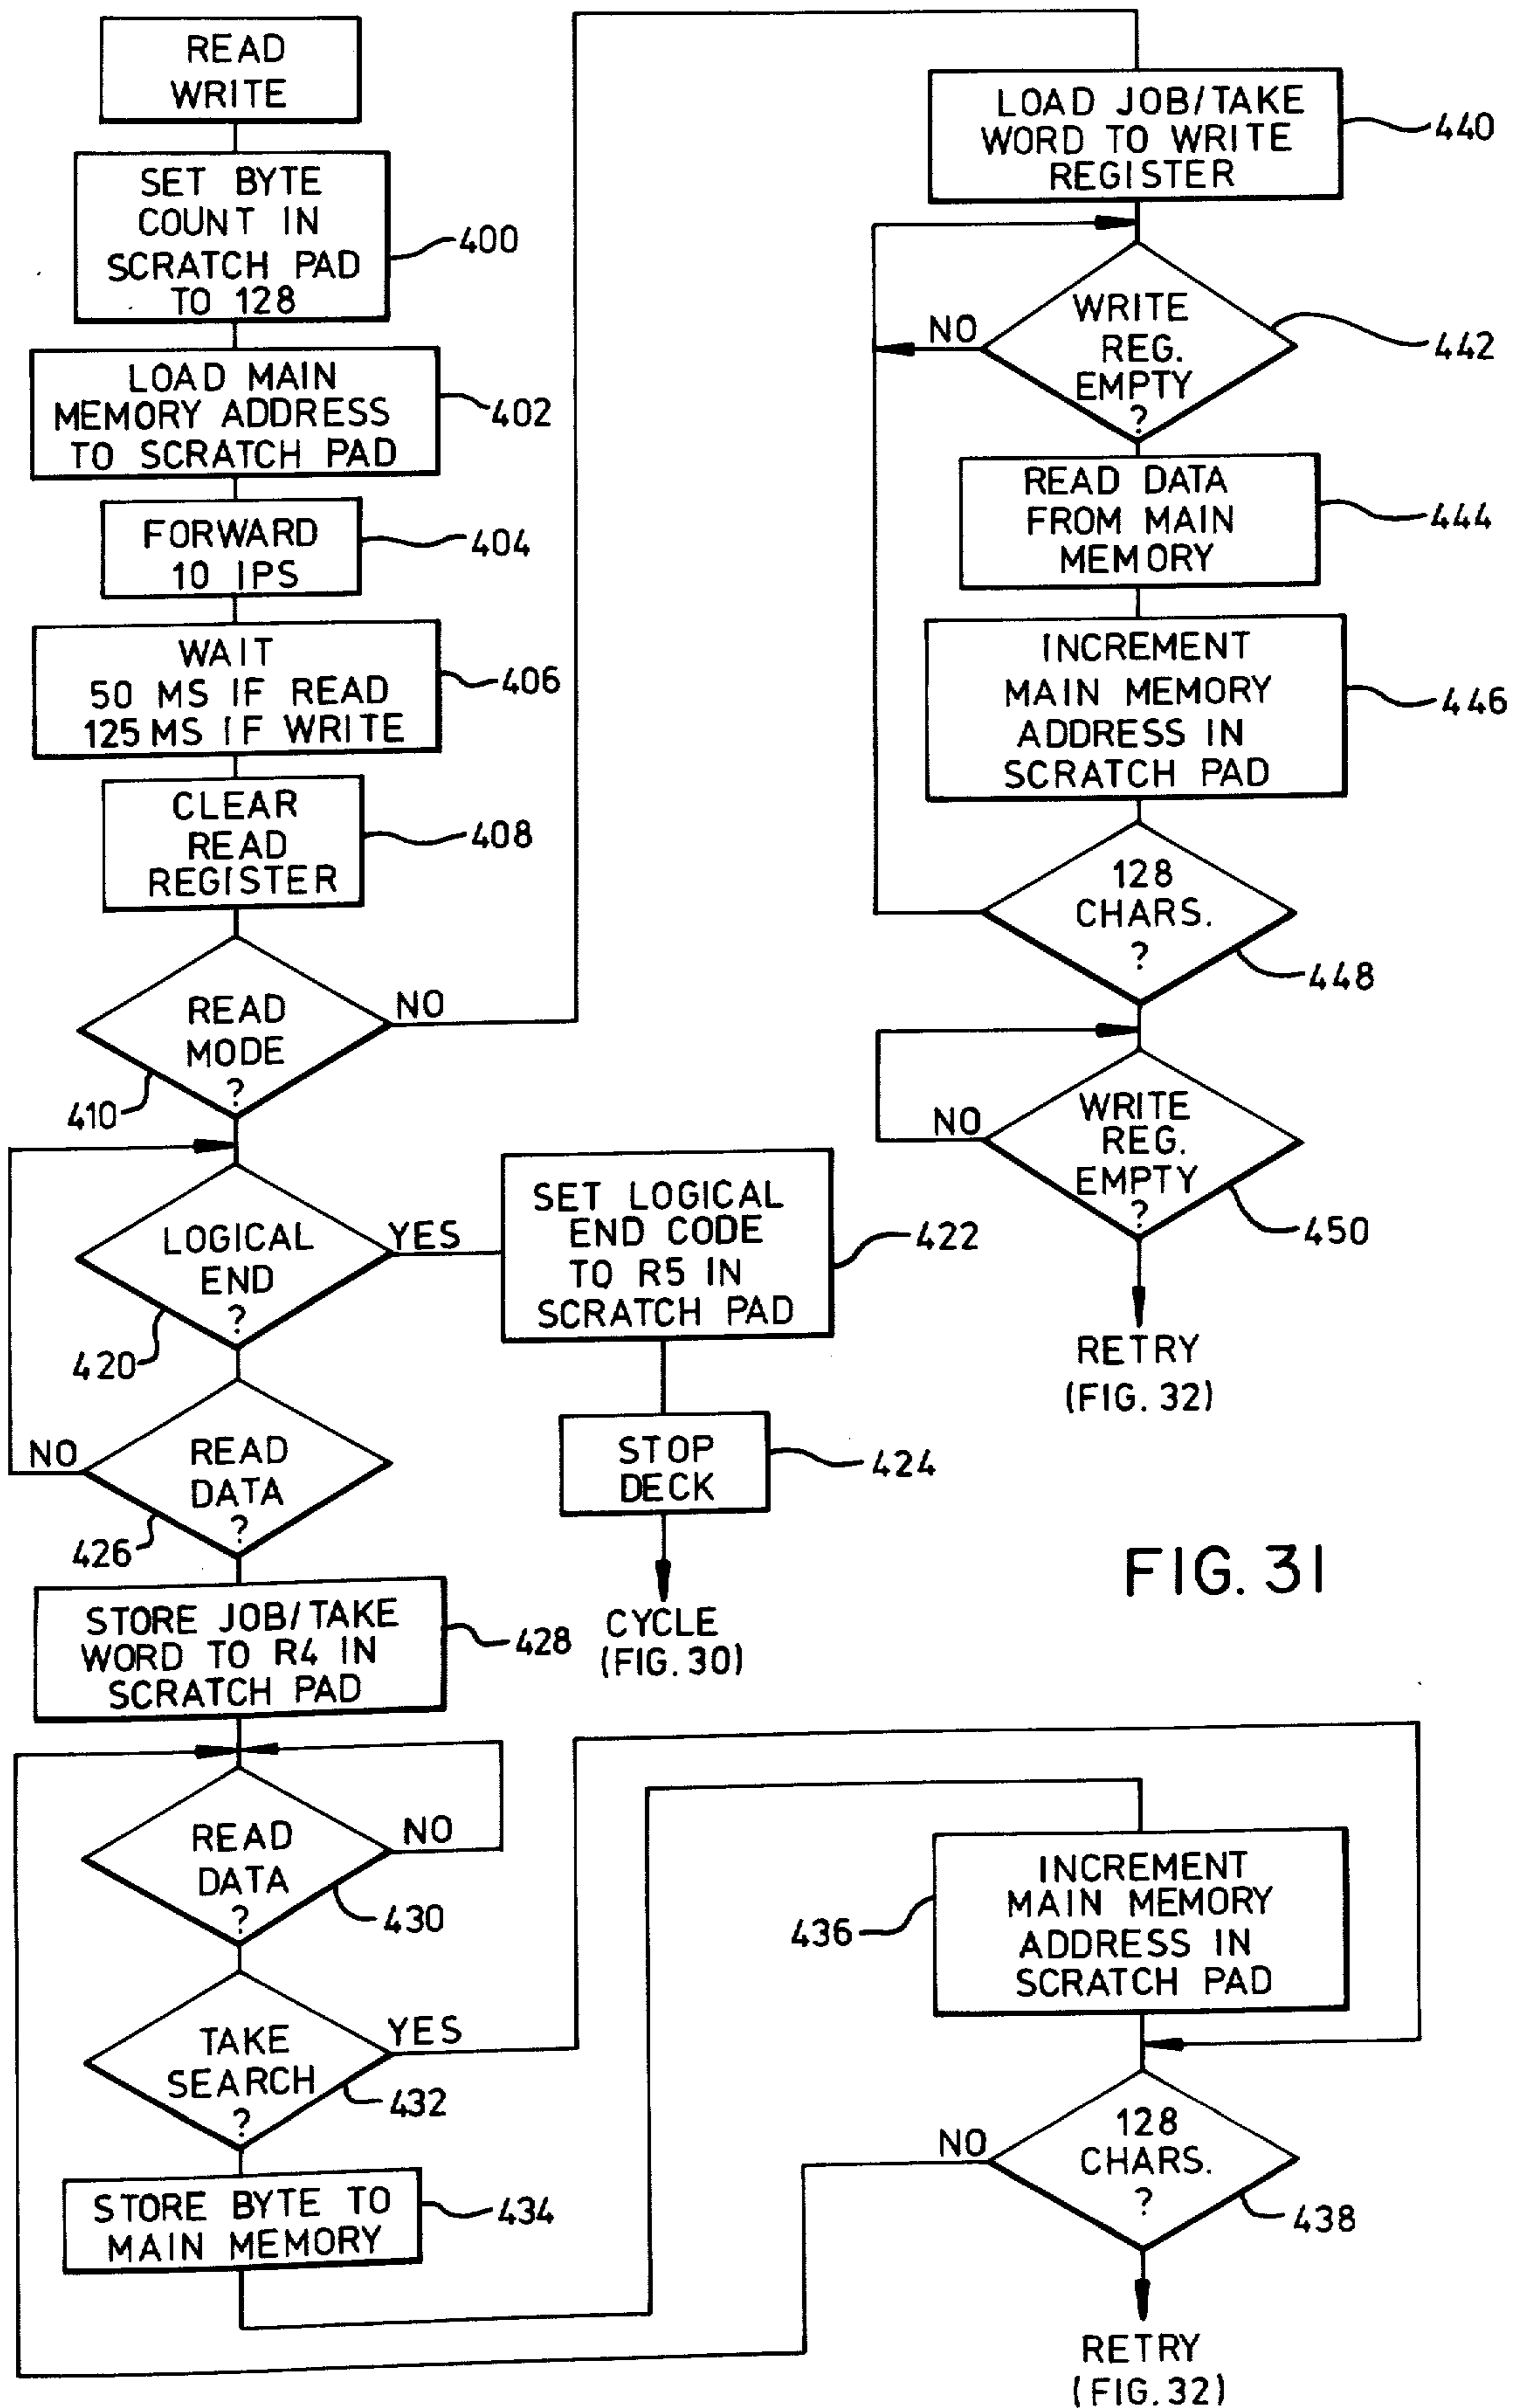 READ
WRITE
SET BYTE
COUNT IN
SCRATCH PAD
TO 128
400
LOAD MAIN
MEMORY ADDRESS
TO SCRATCH PAD
402
FORWARD
10 IPS
404
WAIT
50 MS IF READ
125 MS IF WRITE
406
CLEAR
READ
REGISTER
408
READ
MODE
?
NO
410
LOGICAL
END
?
YES
420
SET LOGICAL
END CODE
TO R5 IN
SCRATCH PAD
422
STOP
DECK
424
CYCLE
(FIG. 30)
READ
DATA
?
NO
426
STORE JOB/TAKE
WORD TO R4 IN
SCRATCH PAD
428
READ
DATA
?
NO
430
TAKE
SEARCH
?
YES
432
STORE BYTE TO
MAIN MEMORY
434
LOAD JOB/TAKE
WORD TO WRITE
REGISTER
440
WRITE
REG.
EMPTY
?
NO
442
READ DATA
FROM MAIN
MEMORY
444
INCREMENT
MAIN MEMORY
ADDRESS IN
SCRATCH PAD
446
128
CHARS.
?
448
WRITE
REG.
EMPTY
?
NO
450
RETRY
(FIG. 32)
FIG. 31
INCREMENT
MAIN MEMORY
ADDRESS IN
SCRATCH PAD
436
128
CHARS.
?
NO
438
RETRY
(FIG. 32)